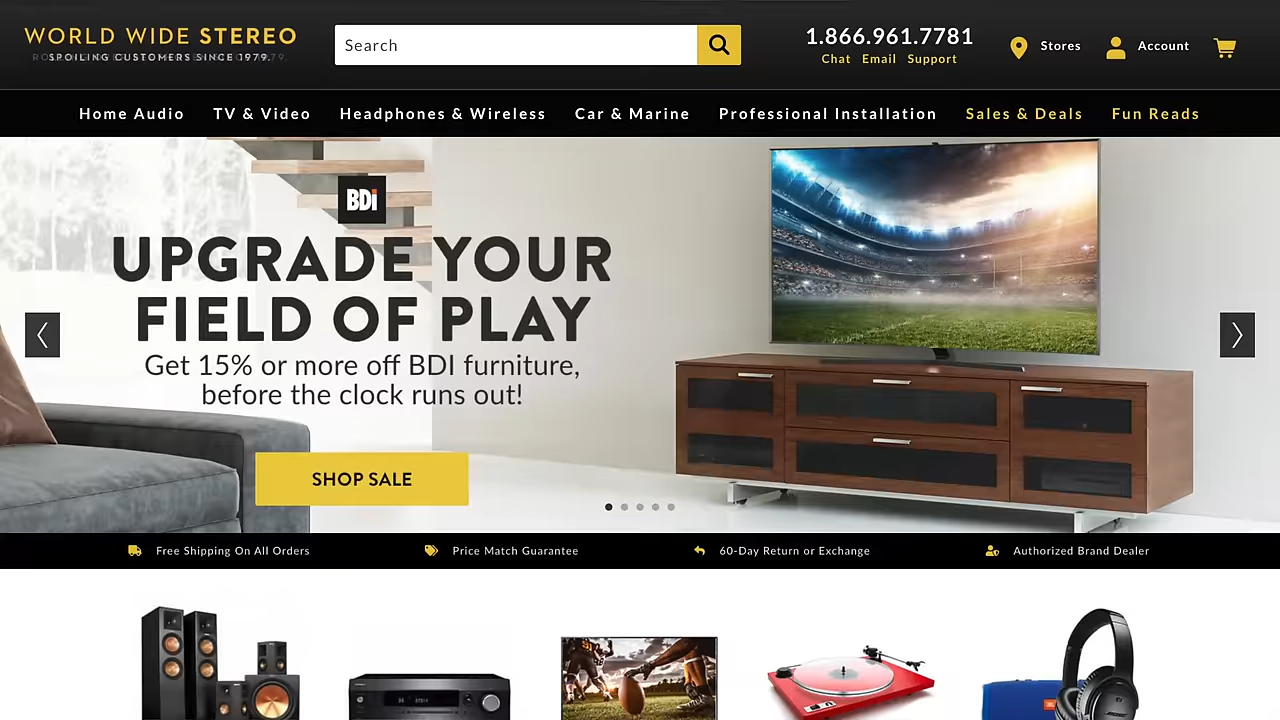 WORLD WIDE STEREO
SPOILING CUSTOMERS SINCE 1979.
Search
1.866.961.7781
Chat Email Support
Stores
Account
Home Audio
TV & Video
Headphones & Wireless
Car & Marine
Professional Installation
Sales & Deals
Fun Reads
BDi
UPGRADE YOUR
FIELD OF PLAY
Get 15% or more off BDI furniture,
before the clock runs out!
SHOP SALE
Free Shipping On All Orders
Price Match Guarantee
60-Day Return or Exchange
Authorized Brand Dealer
JBL
BOSE